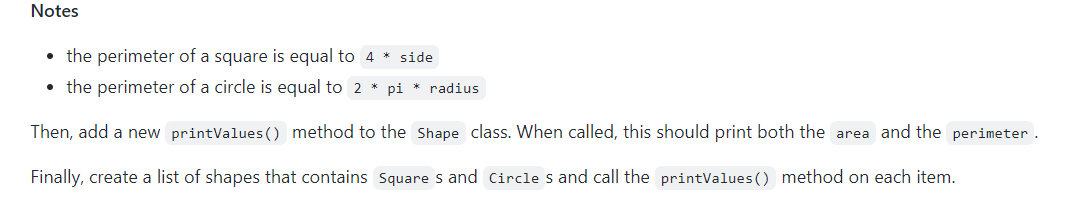 Notes
• the perimeter of a square is equal to 4 * side
• the perimeter of a circle is equal to 2 * pi * radius
Then, add a new printValues() method to the Shape class. When called, this should print both the area and the perimeter.
Finally, create a list of shapes that contains Square s and Circle s and call the printValues() method on each item.